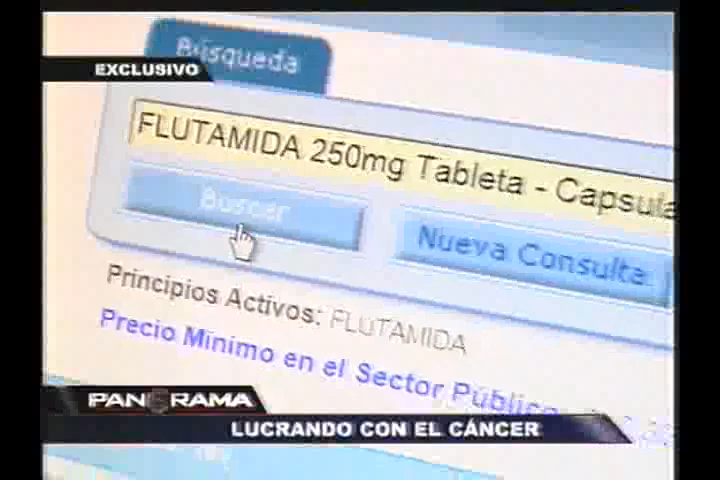 Búsqueda
EXCLUSIVO
FLUTAMIDA 250mg Tableta - Capsula
Buscar
Nueva Consulta
Principios Activos: FLUTAMIDA
Precio Mínimo en el Sector Público
PANORAMA
LUCRANDO CON EL CÁNCER